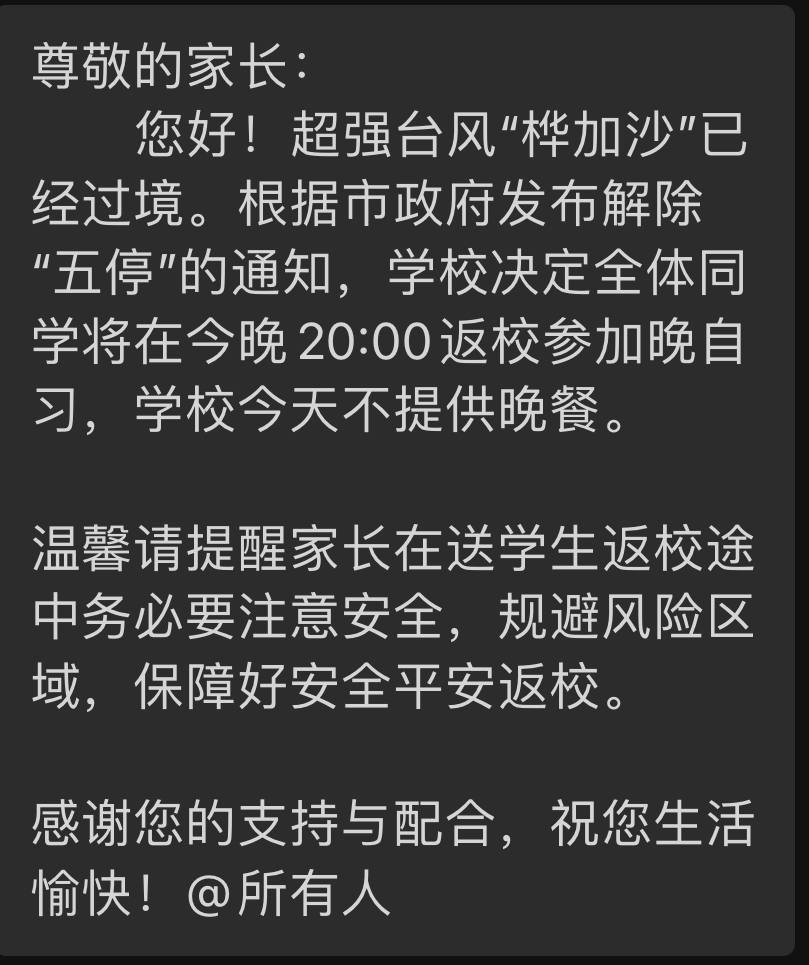 尊敬的家长：
您好！超强台风“桦加沙”已
经过境。根据市政府发布解除
“五停”的通知，学校决定全体同
学将在今晚20:00返校参加晚自
习，学校今天不提供晚餐。
温馨请提醒家长在送学生返校途
中务必要注意安全，规避风险区
域，保障好安全平安返校。
感谢您的支持与配合，祝您生活
愉快！@所有人